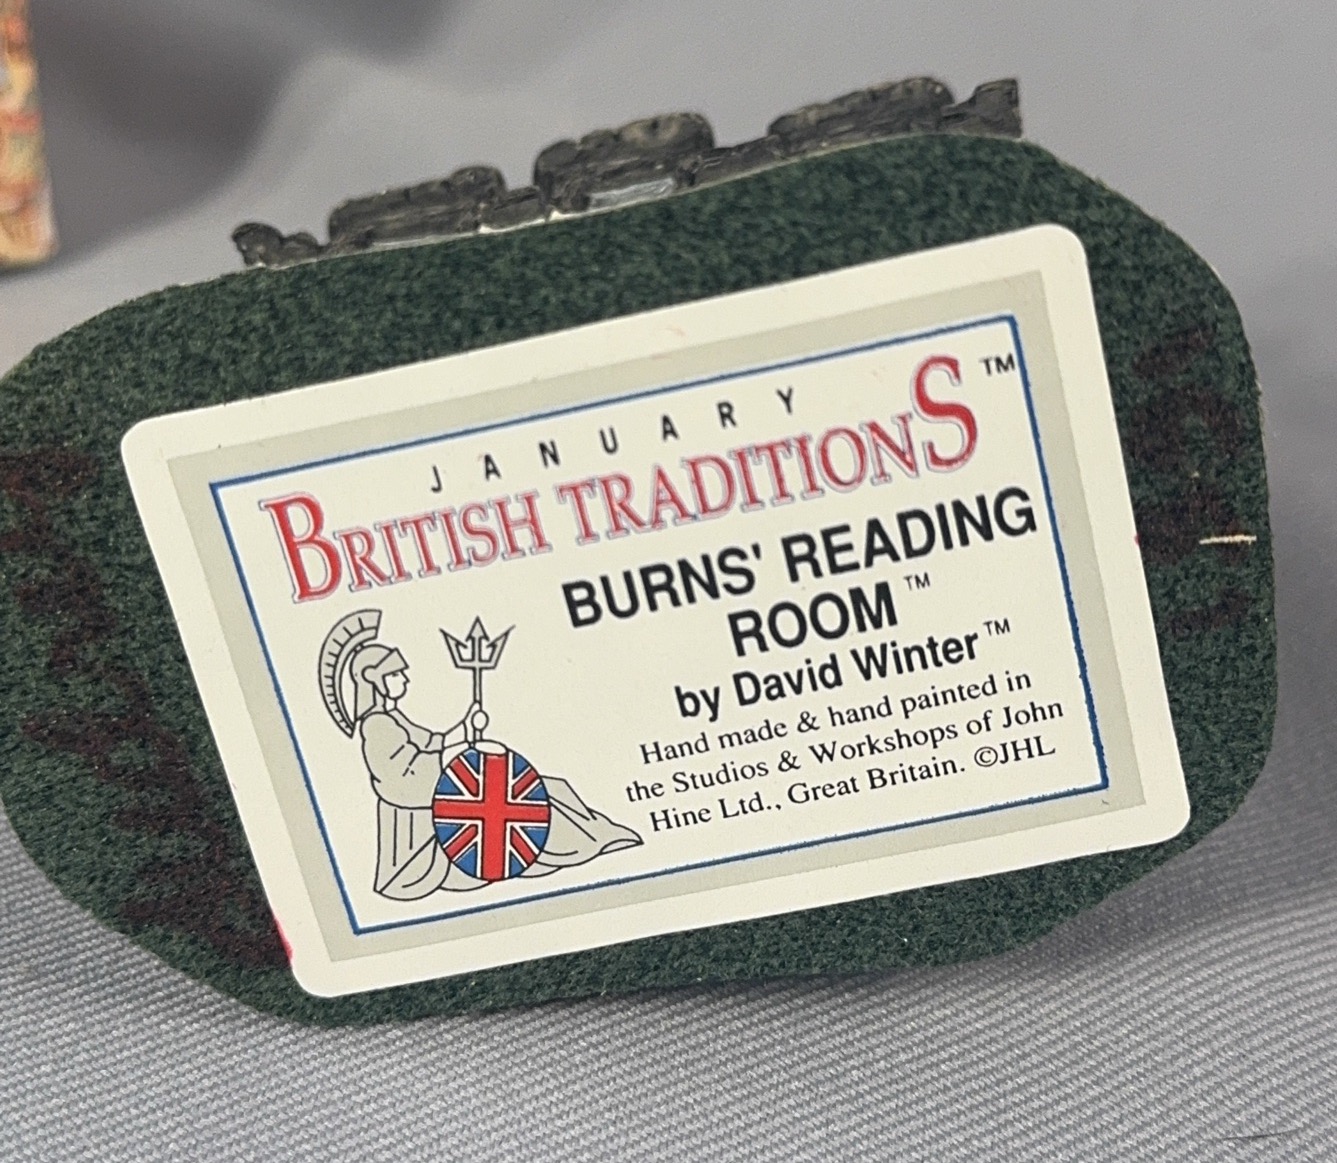 JANUARY
BRITISH TRADITIONS™
BURNS' READING
ROOM™
by David Winter™
Hand made & hand painted in
the Studios & Workshops of John
Hine Ltd., Great Britain. ©JHL